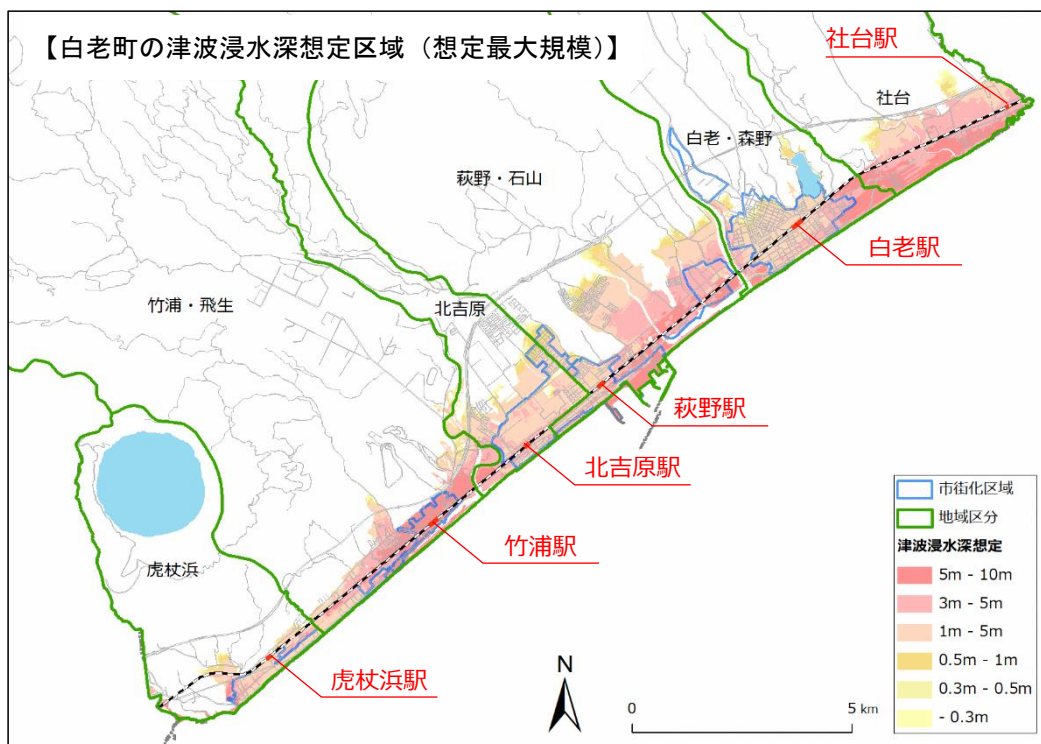 【白老町の津波浸水深想定区域（想定最大規模）】
社台駅
社台
白老・森野
萩野・石山
白老駅
竹浦・飛生
北吉原
萩野駅
北吉原駅
竹浦駅
虎杖浜
虎杖浜駅
N
0 5 km
市街化区域
地域区分
津波浸水深想定
5m - 10m
3m - 5m
1m - 5m
0.5m - 1m
0.3m - 0.5m
- 0.3m